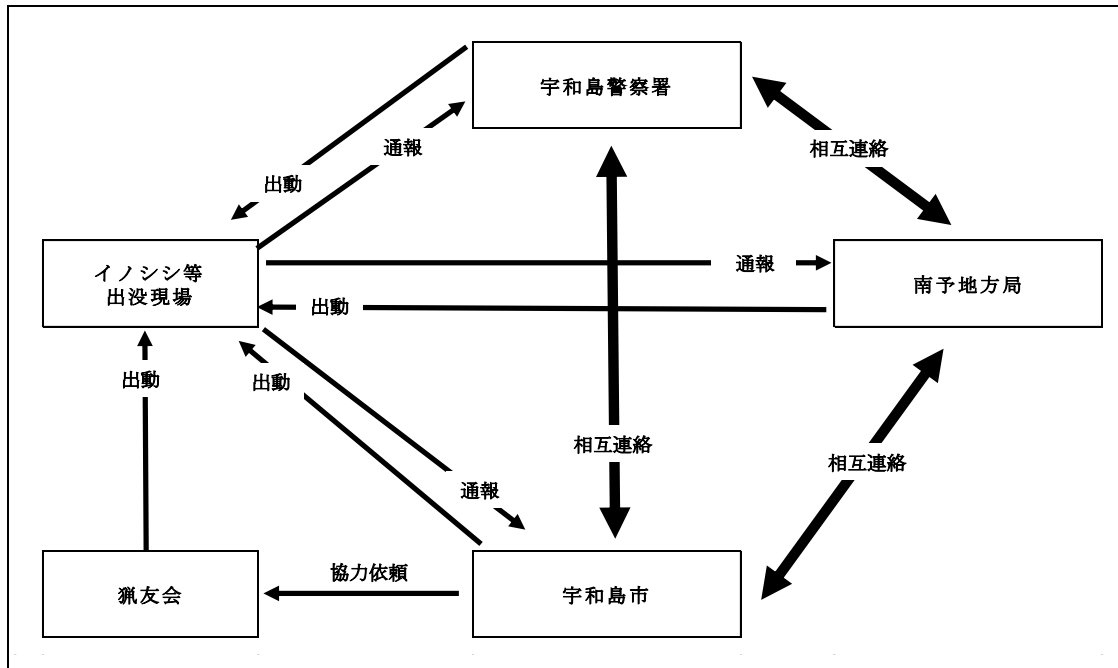 宇和島警察署
相互連絡
通報
出動
イノシシ等
出没現場
通報
南予地方局
出動
出動
出動
相互連絡
相互連絡
通報
協力依頼
猟友会
宇和島市